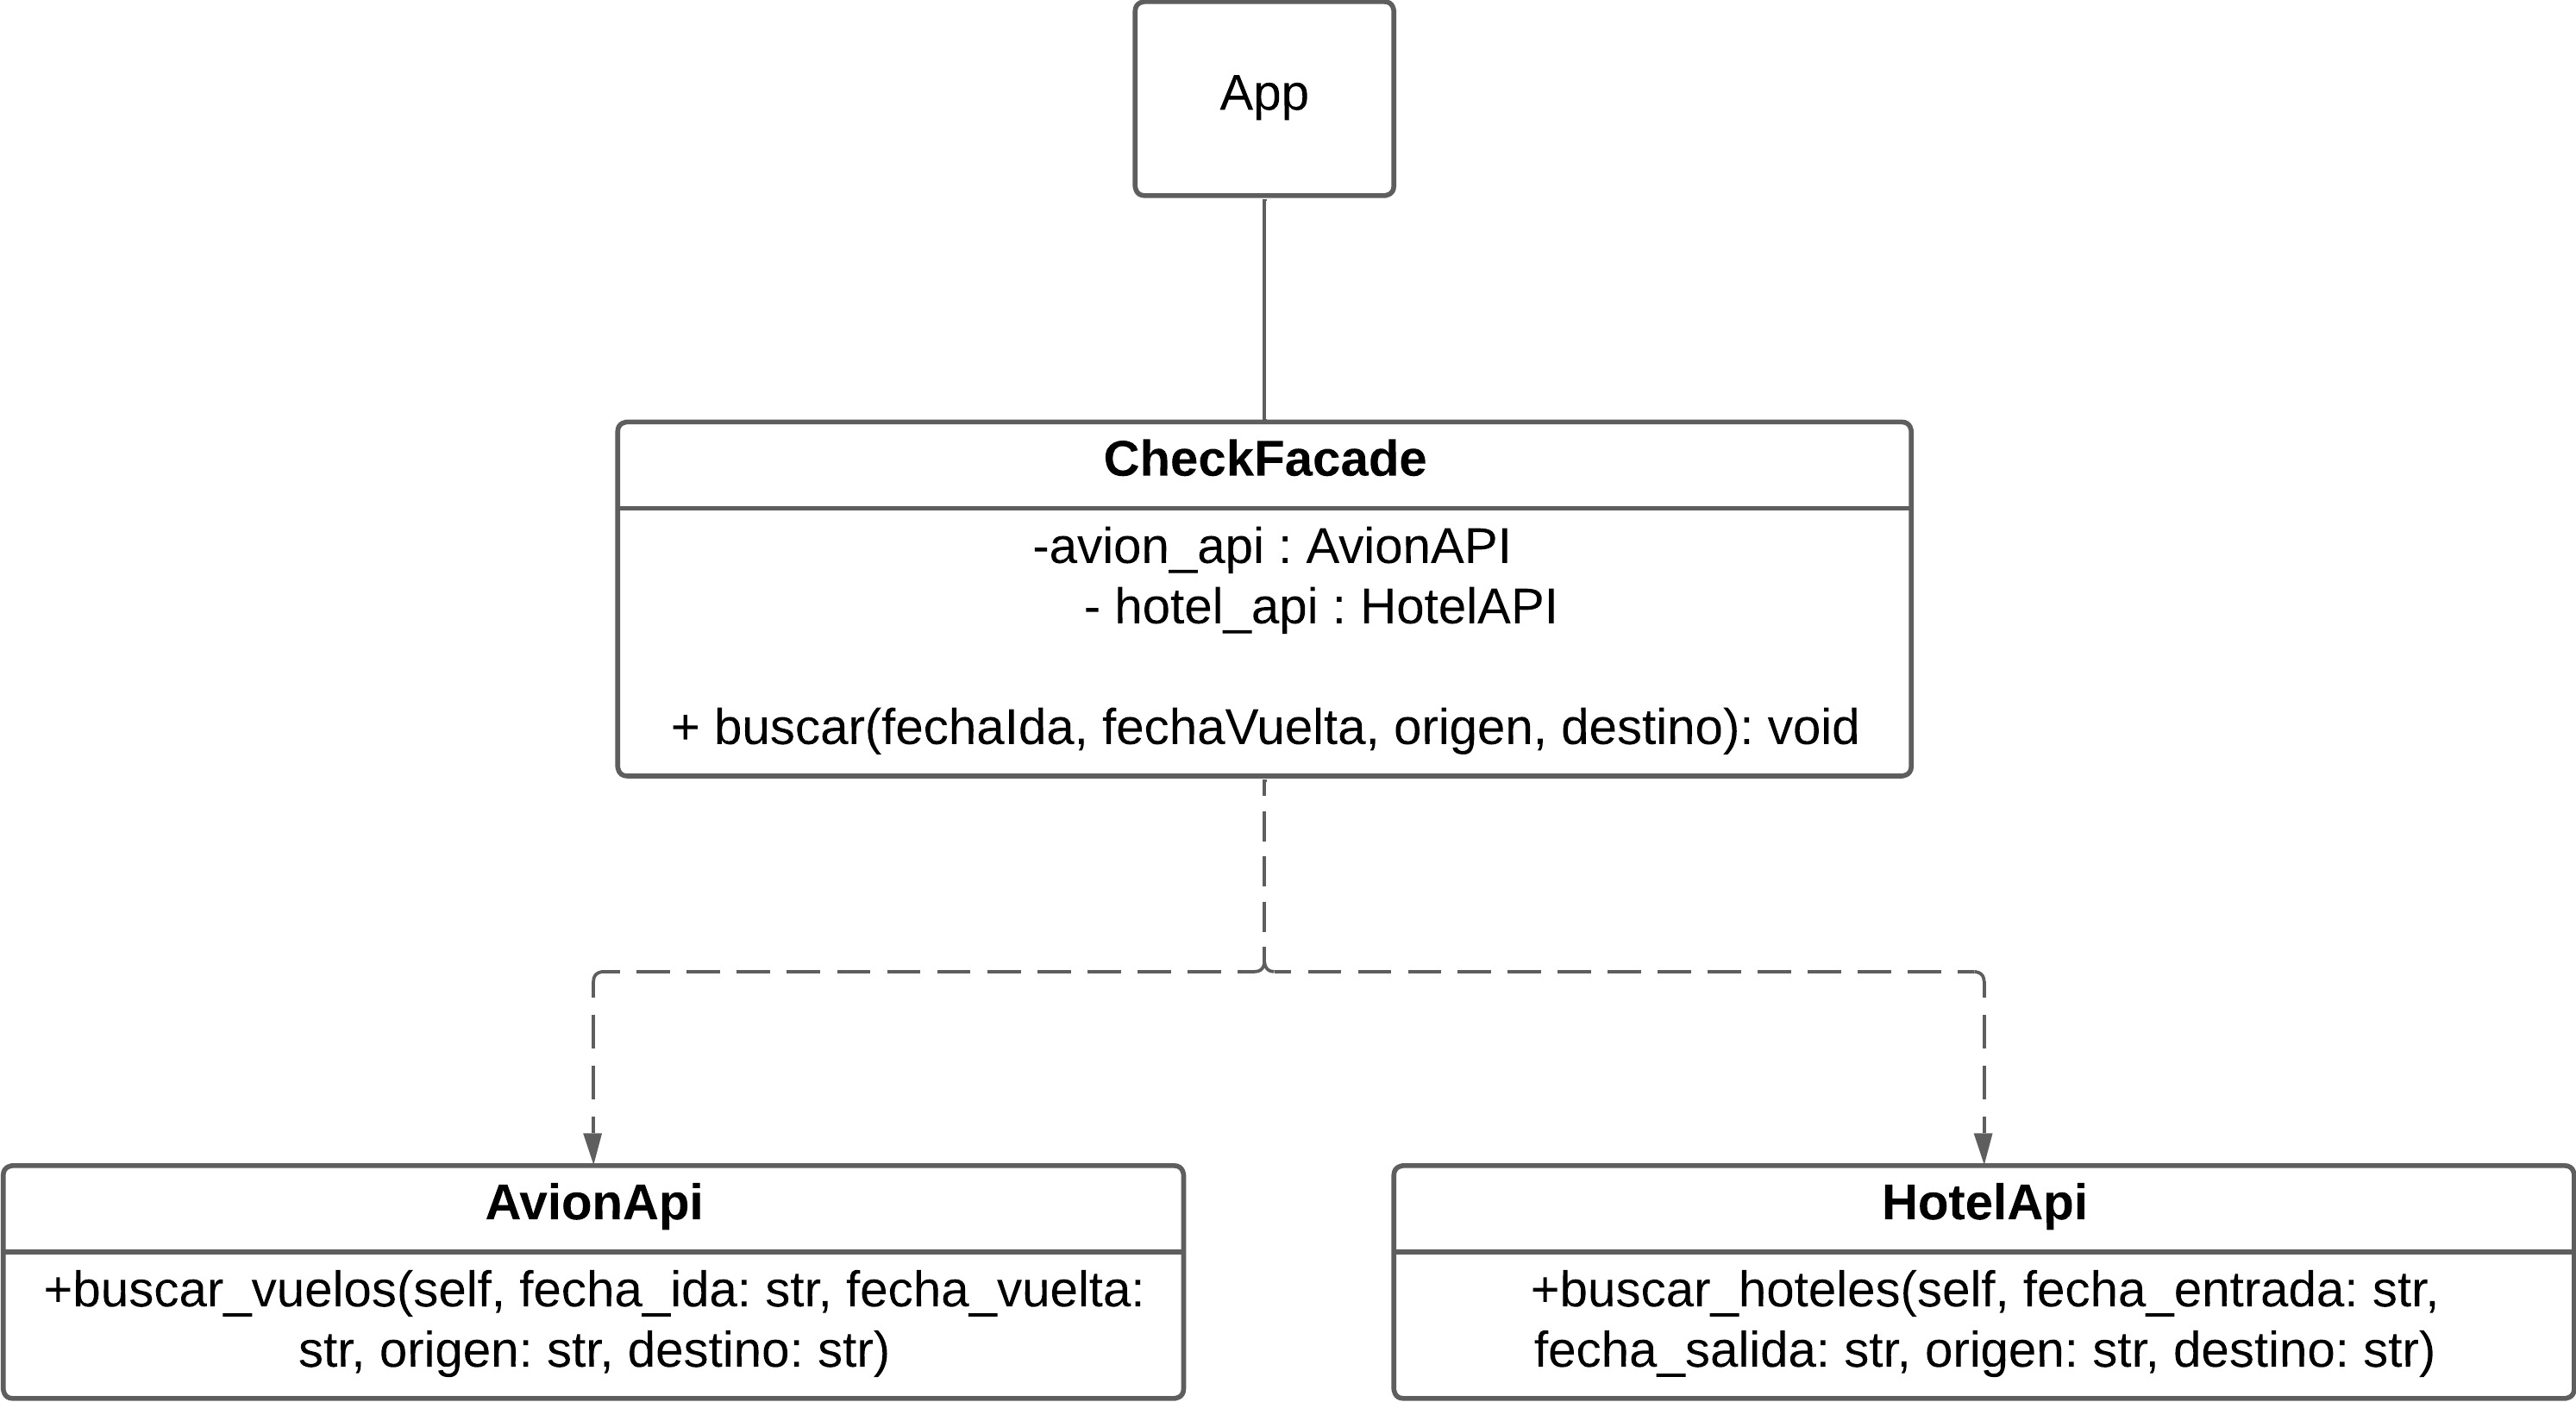 App
CheckFacade
-avion_api : AvionAPI
- hotel_api : HotelAPI
+ buscar(fechaIda, fechaVuelta, origen, destino): void
AvionApi
+buscar_vuelos(self, fecha_ida: str, fecha_vuelta:
str, origen: str, destino: str)
HotelApi
+buscar_hoteles(self, fecha_entrada: str,
fecha_salida: str, origen: str, destino: str)